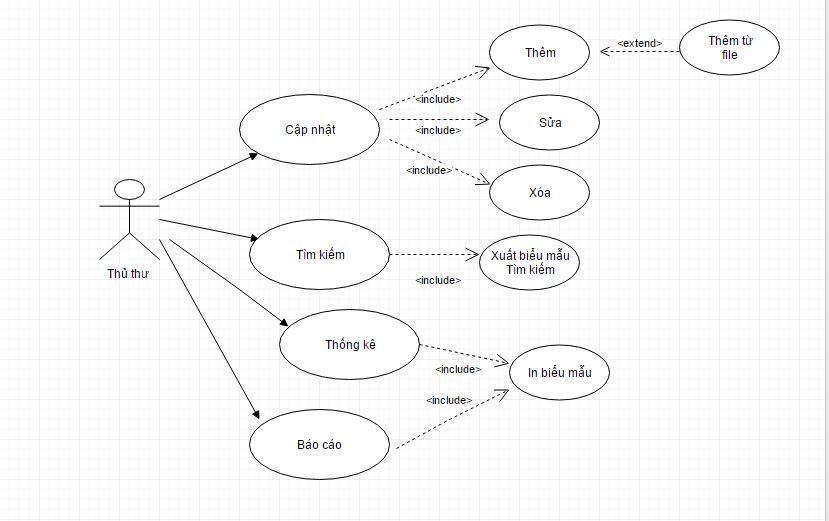 Thêm
<extend>
Thêm từ
file
<include>
Cập nhật
<include>
Sửa
<include>
Xóa
Thủ thư
Tìm kiếm
<include>
Xuất biểu mẫu
Tìm kiếm
Thống kê
<include>
In biểu mẫu
<include>
Báo cáo